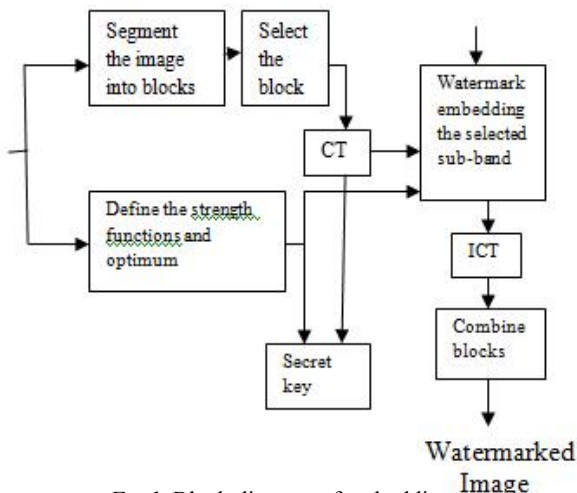 Segment
the image
into blocks
Select
the
block
Watermark
embedding
the selected
sub-band
CT
Define the strength
functions and
optimum
ICT
Secret
key
Combine
blocks
Watermarked
Image